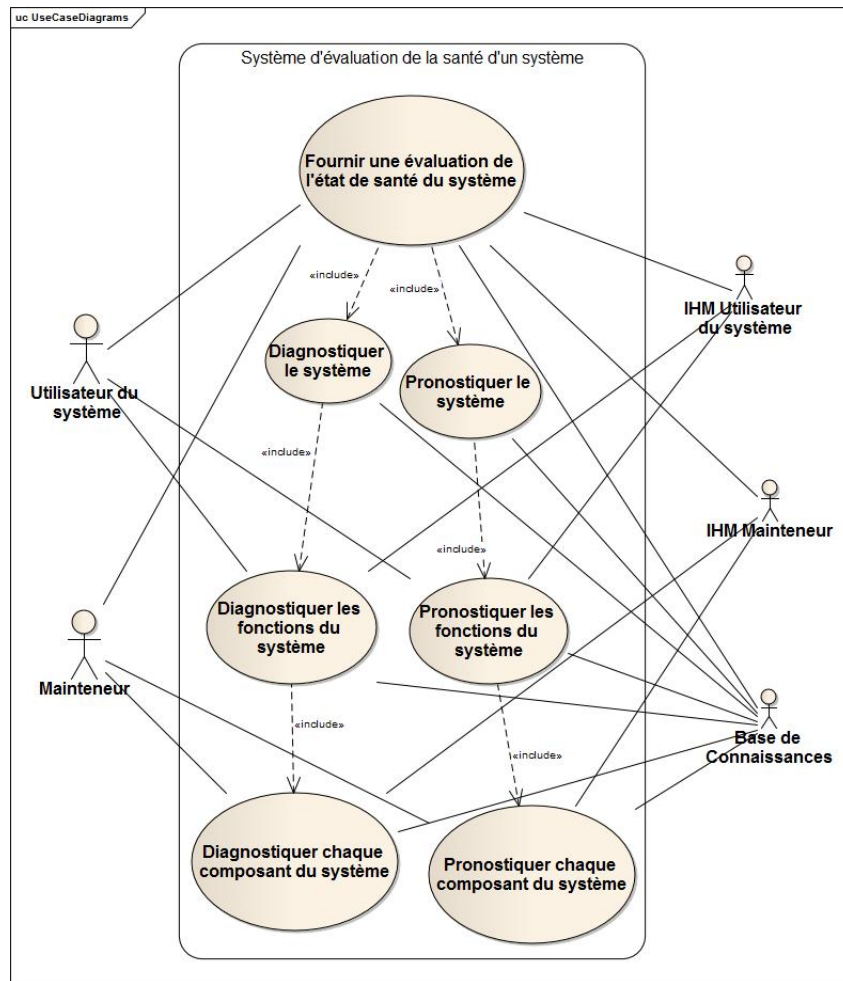 uc UseCaseDiagrams
Système d'évaluation de la santé d'un système
Fournir une évaluation de
l'état de santé du système
«include»
«include»
IHM Utilisateur
du système
Diagnostiquer
le système
Pronostiquer le
système
Utilisateur du
système
«include»
IHM Mainteneur
«include»
Diagnostiquer les
fonctions du
système
Pronostiquer les
fonctions du
système
Mainteneur
«include»
Base de
Connaissances
«include»
Diagnostiquer chaque
composant du système
Pronostiquer chaque
composant du système